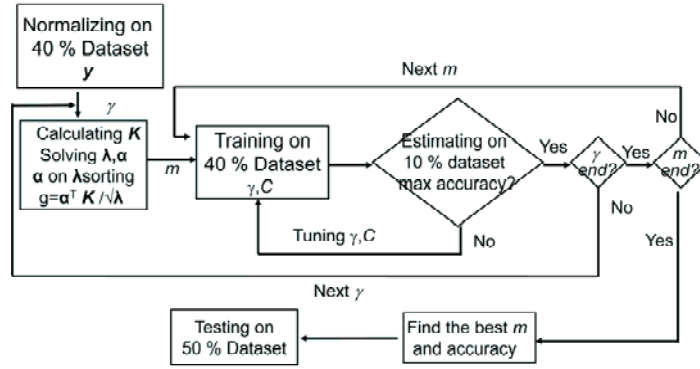 Normalizing on
40 % Dataset
y
γ
Calculating K
Solving λ,α
α on λsorting
g=αᵀ K /√λ
m
Next m
Training on
40 % Dataset
γ,C
Tuning γ,C
Estimating on
10 % dataset
max accuracy?
Yes
No
γ
end?
Yes
No
m
end?
No
Yes
Next γ
Testing on
50 % Dataset
Find the best m
and accuracy